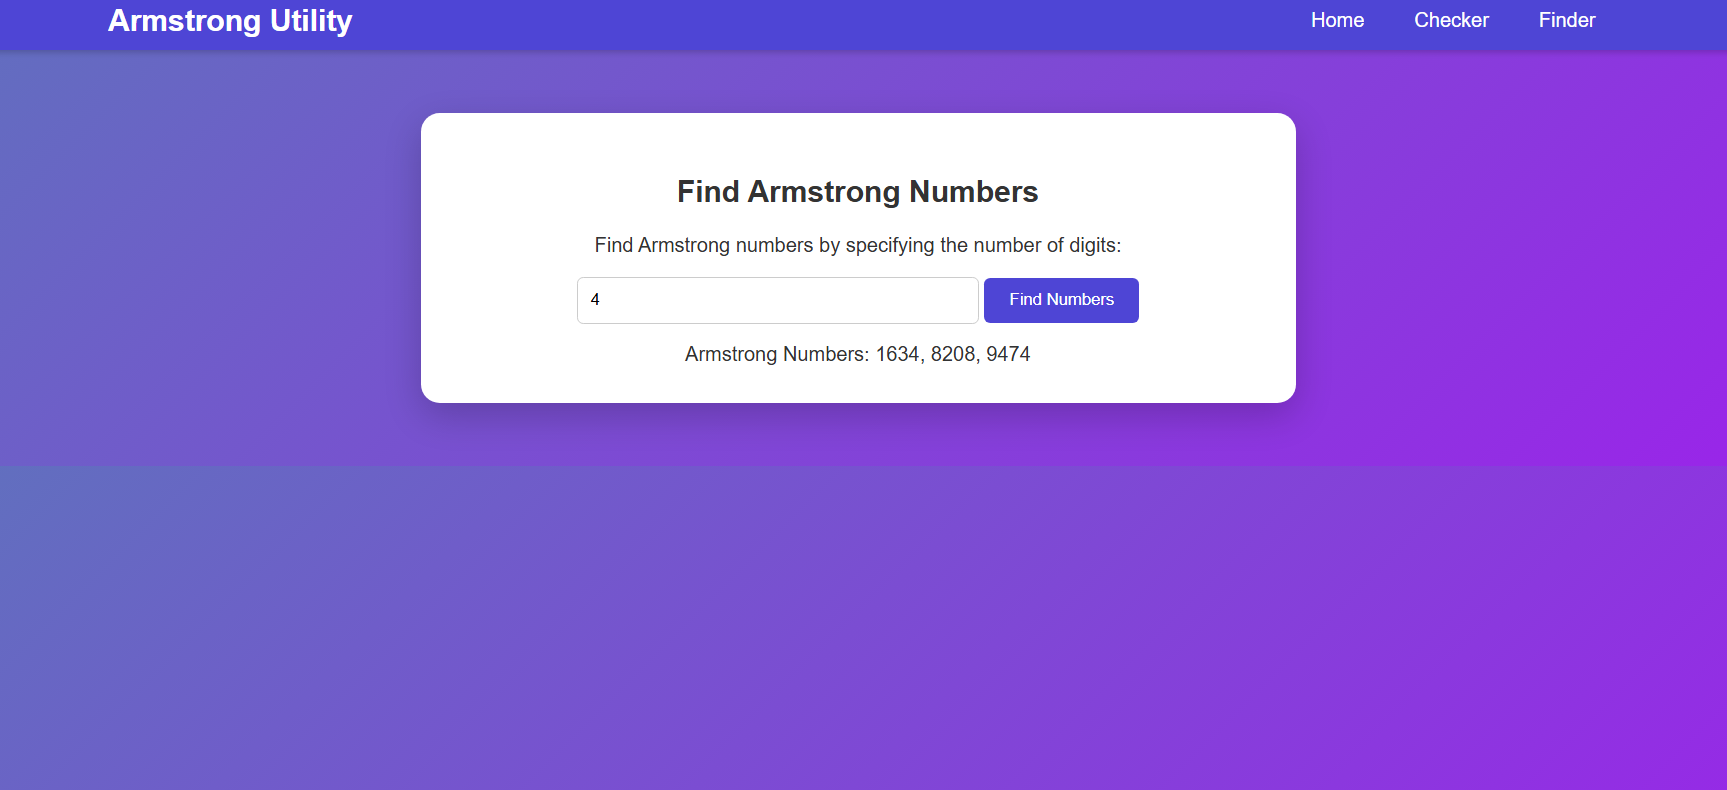 Armstrong Utility
Home Checker Finder
Find Armstrong Numbers
Find Armstrong numbers by specifying the number of digits:
4 Find Numbers
Armstrong Numbers: 1634, 8208, 9474